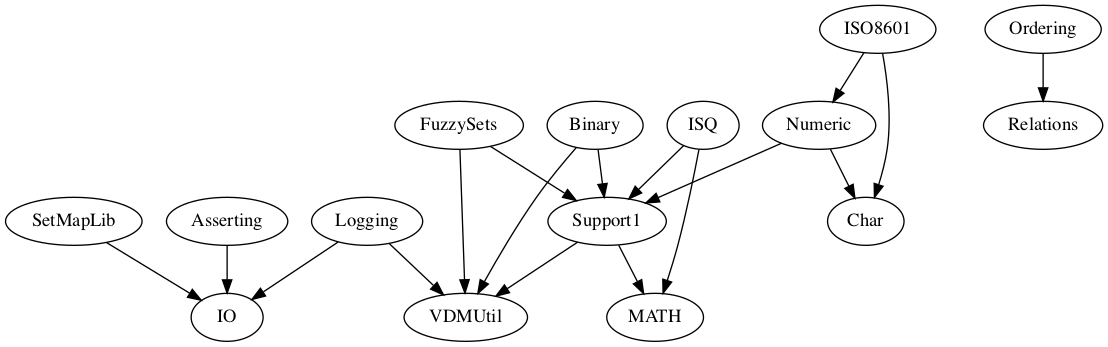 ISO8601
Ordering
FuzzySets
Binary
ISQ
Numeric
Relations
SetMapLib
Asserting
Logging
Support1
Char
IO
VDMUtil
MATH